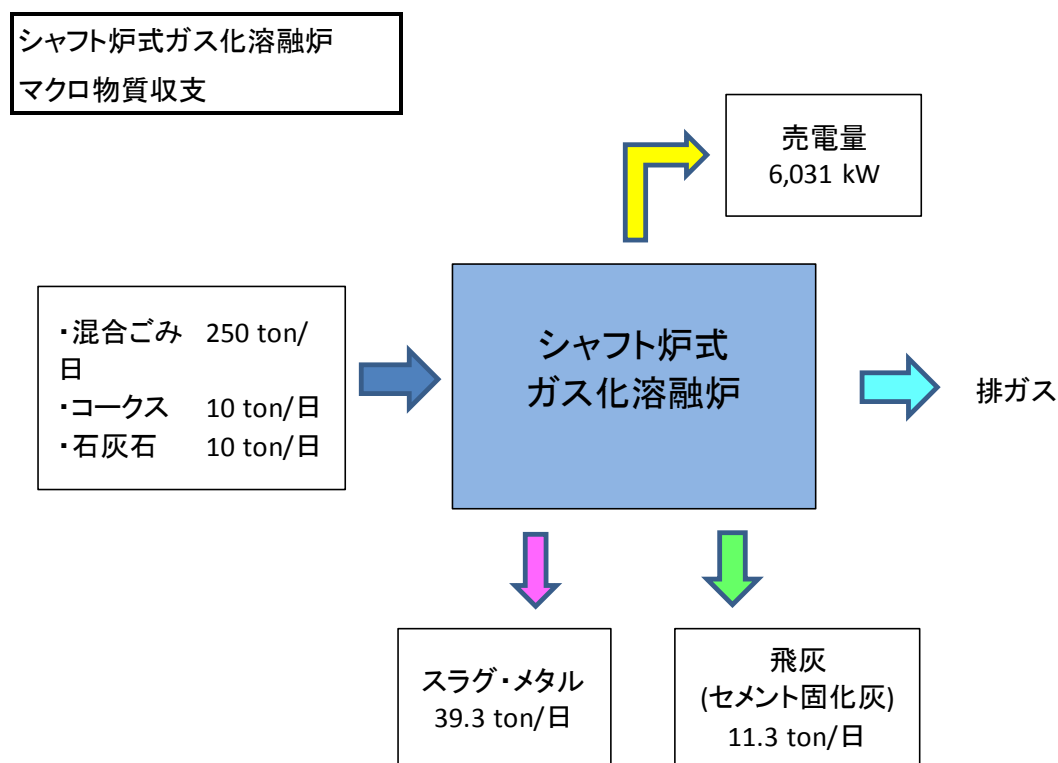 シャフト炉式ガス化溶融炉
マクロ物質収支
売電量
6,031 kW
・混合ごみ 250 ton/
日
・コークス 10 ton/日
・石灰石 10 ton/日
シャフト炉式
ガス化溶融炉
排ガス
スラグ・メタル
39.3 ton/日
飛灰
(セメント固化灰)
11.3 ton/日